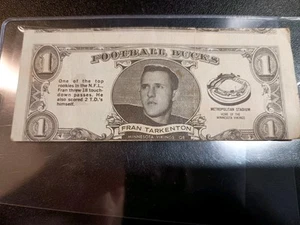 FOOTBALL BUCKS
1
1
One of the top
rookies in the N.F.L.
Fran threw 18 touch-
down passes. He
also scored 2 T.D.'s
himself.
METROPOLITAN STADIUM
HOME OF THE
MINNESOTA VIKINGS
FRAN TARKENTON
MINNESOTA VIKINGS QB
1
1